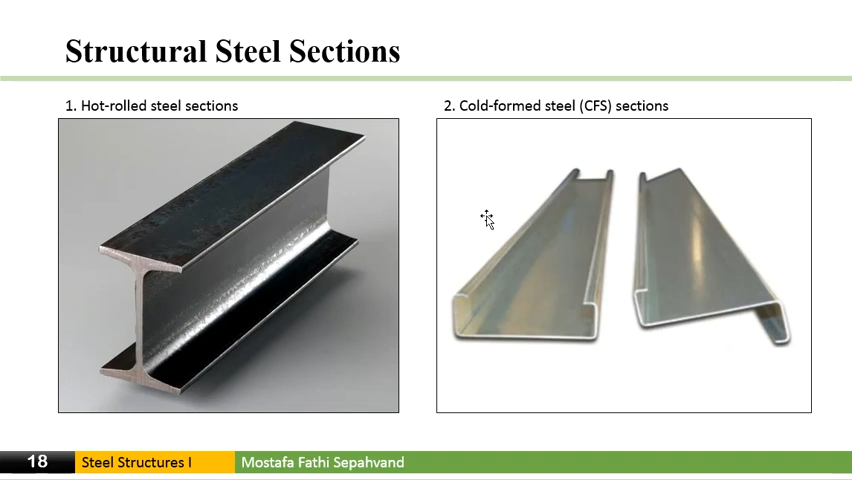 Structural Steel Sections
1. Hot-rolled steel sections
2. Cold-formed steel (CFS) sections
18
Steel Structures I
Mostafa Fathi Sepahvand